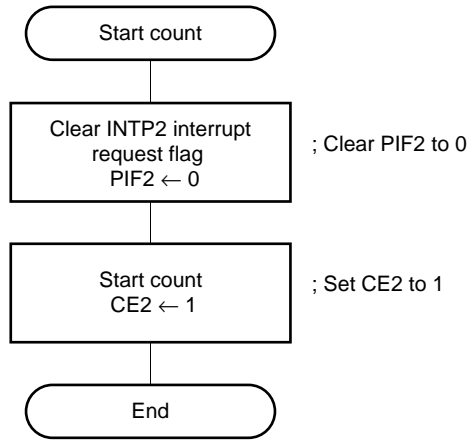 Start count
Clear INTP2 interrupt
request flag
PIF2 ← 0
; Clear PIF2 to 0
Start count
CE2 ← 1
; Set CE2 to 1
End